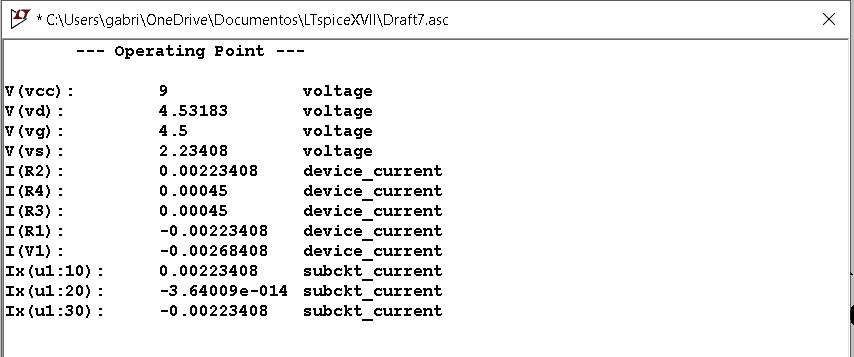 * C:\Users\gabri\OneDrive\Documentos\LTspiceXVII\Draft7.asc
--- Operating Point ---
V(vcc): 9 voltage
V(vd): 4.53183 voltage
V(vg): 4.5 voltage
V(vs): 2.23408 voltage
I(R2): 0.00223408 device_current
I(R4): 0.00045 device_current
I(R3): 0.00045 device_current
I(R1): -0.00223408 device_current
I(V1): -0.00268408 device_current
Ix(u1:10): 0.00223408 subckt_current
Ix(u1:20): -3.64009e-014 subckt_current
Ix(u1:30): -0.00223408 subckt_current